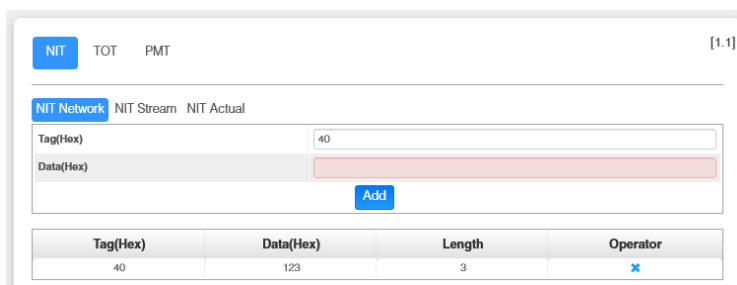 NIT TOT PMT [1.1]
NIT Network NIT Stream NIT Actual
Tag(Hex) 40
Data(Hex)
Add
Tag(Hex) Data(Hex) Length Operator
40 123 3